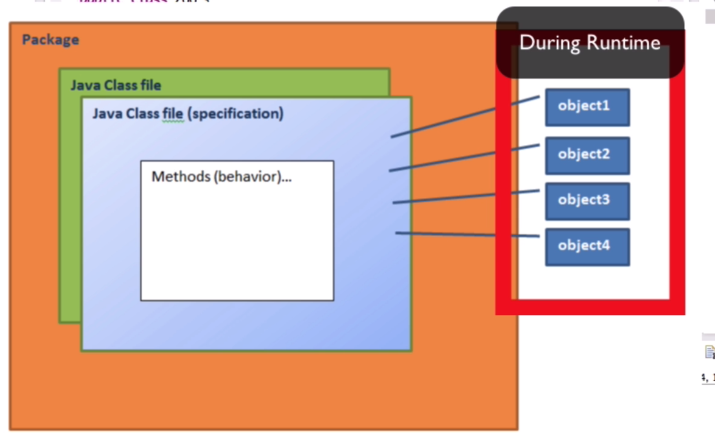 Package
During Runtime
Java Class file
Java Class file (specification)
Methods (behavior)...
object1
object2
object3
object4